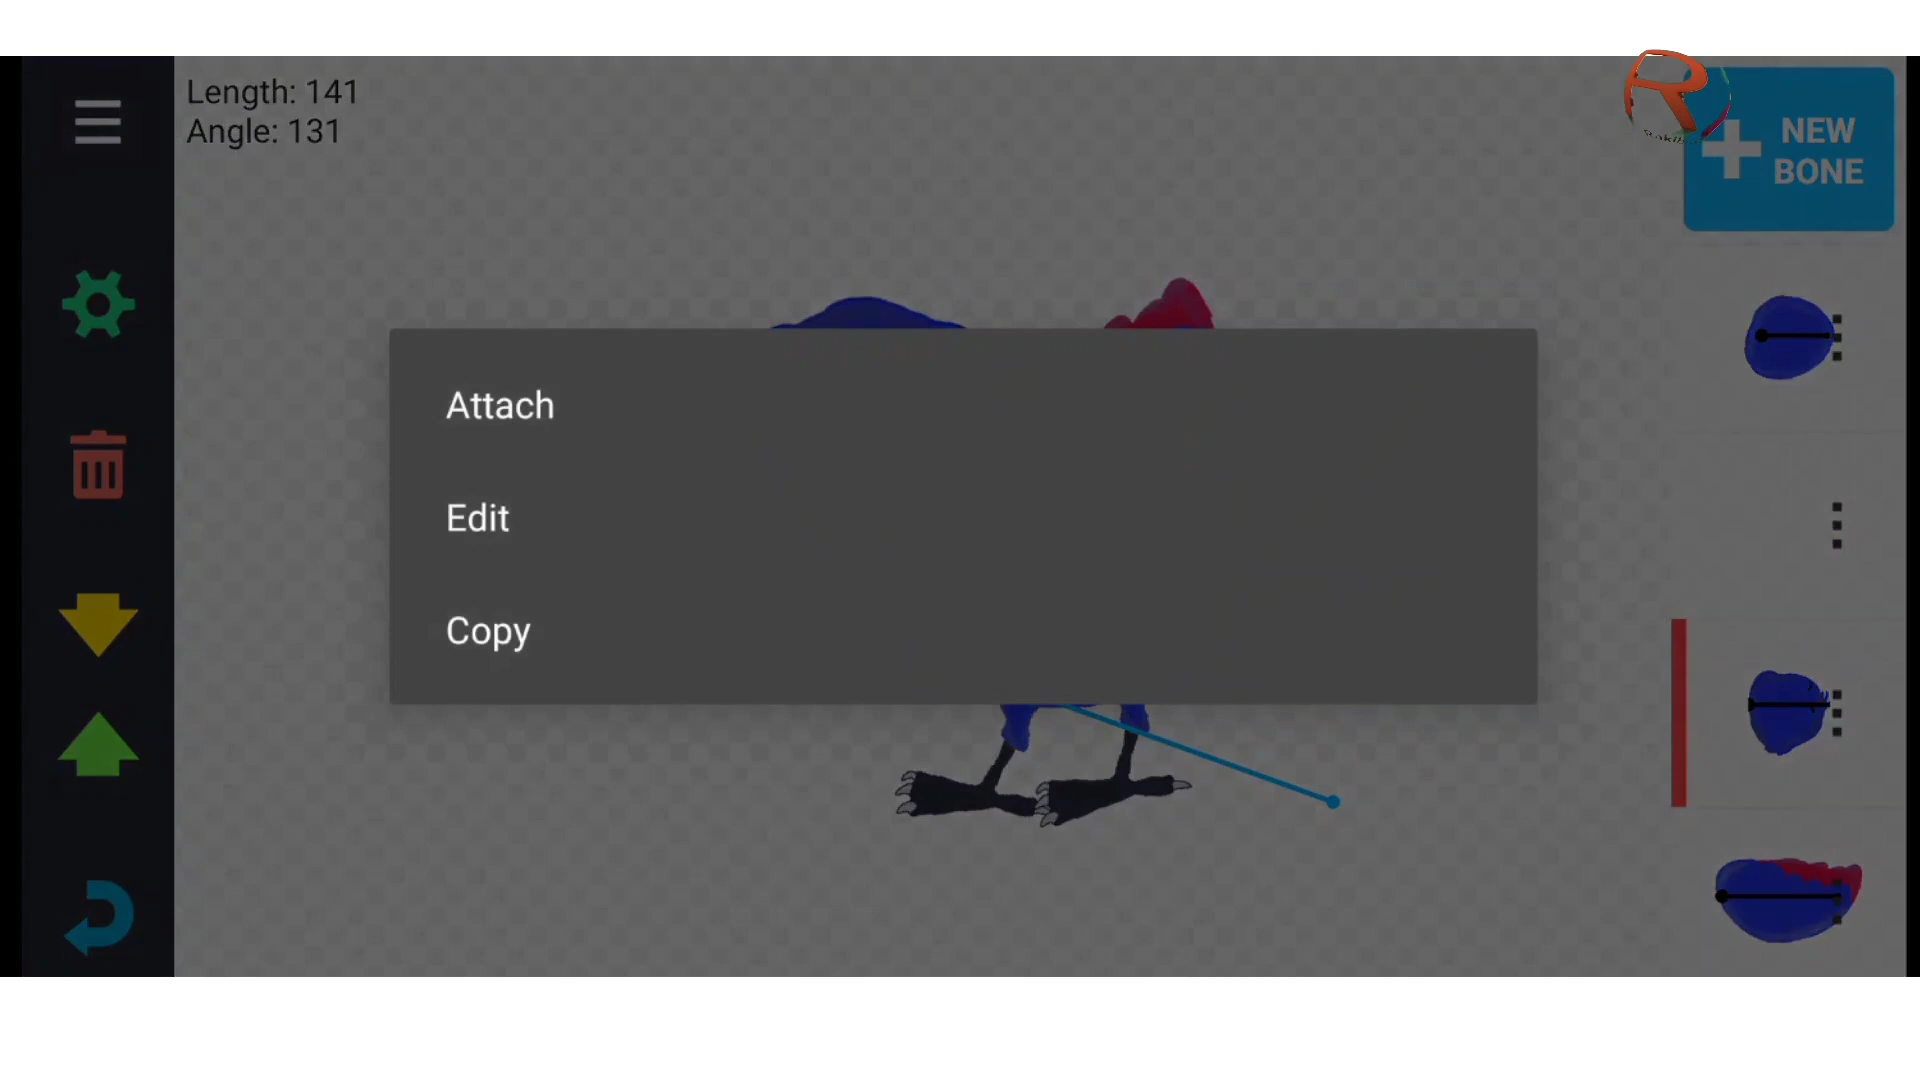 Length: 141
Angle: 131
NEW
BONE
Attach
Edit
Copy